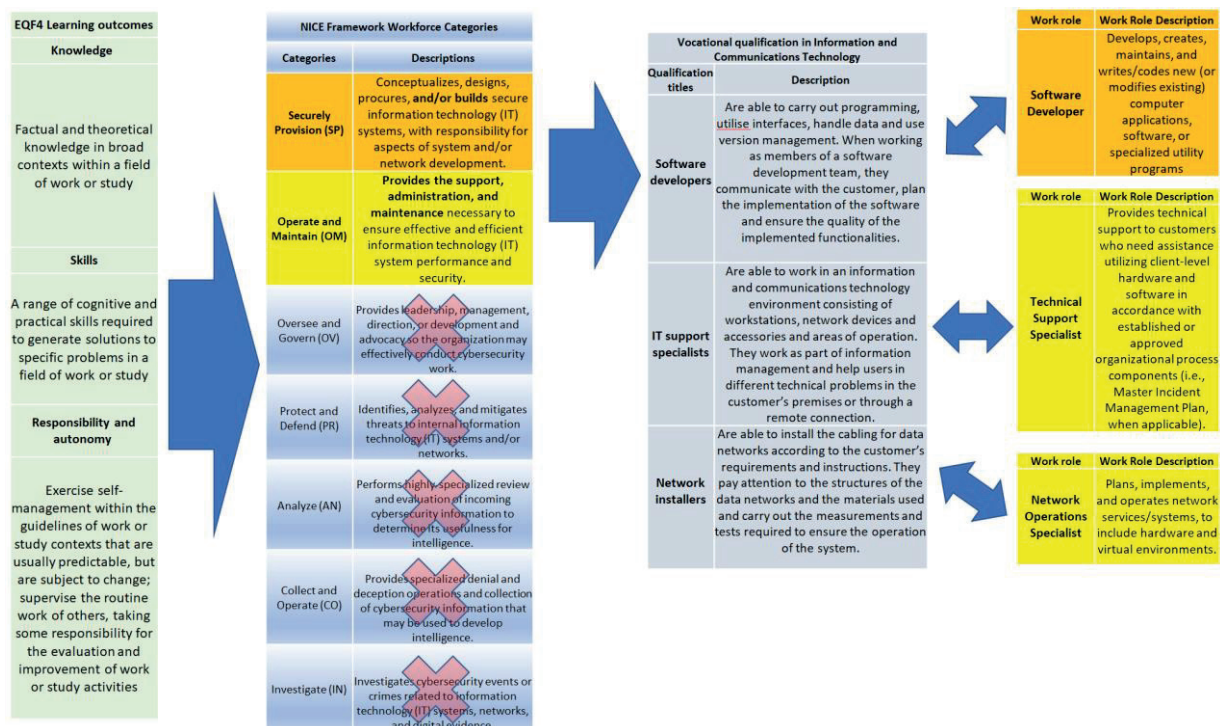 EQF4 Learning outcomes
Knowledge
Factual and theoretical
knowledge in broad
contexts within a field
of work or study
Skills
A range of cognitive and
practical skills required
to generate solutions to
specific problems in a
field of work or study
Responsibility and
autonomy
Exercise self-
management within the
guidelines of work or
study contexts that are
usually predictable, but
are subject to change;
supervise the routine
work of others, taking
some responsibility for
the evaluation and
improvement of work
or study activities
NICE Framework Workforce Categories
Categories
Descriptions
Securely
Provision (SP)
Conceptualizes, designs,
procures, and/or builds secure
information technology (IT)
systems, with responsibility for
aspects of system and/or
network development.
Operate and
Maintain (OM)
Provides the support,
administration, and
maintenance necessary to
ensure effective and efficient
information technology (IT)
system performance and
security.
Oversee and
Govern (OV)
Provides leadership, management,
direction, or development and
advocacy so the organization may
effectively conduct cybersecurity
work.
Protect and
Defend (PR)
Identifies, analyzes, and mitigates
threats to internal information
technology (IT) systems and/or
networks.
Analyze (AN)
Performs highly-specialized review
and evaluation of incoming
cybersecurity information to
determine its usefulness for
intelligence.
Collect and
Operate (CO)
Provides specialized denial and
deception operations and collection
of cybersecurity information that
may be used to develop
intelligence.
Investigate (IN)
Investigates cybersecurity events or
crimes related to information
technology (IT) systems, networks,
and digital evidence.
Vocational qualification in Information and
Communications Technology
Qualification
titles
Description
Software
developers
Are able to carry out programming,
utilise interfaces, handle data and use
version management. When working
as members of a software
development team, they
communicate with the customer, plan
the implementation of the software
and ensure the quality of the
implemented functionalities.
IT support
specialists
Are able to work in an information
and communications technology
environment consisting of
workstations, network devices and
accessories and areas of operation.
They work as part of information
management and help users in
different technical problems in the
customer's premises or through a
remote connection.
Network
installers
Are able to install the cabling for data
networks according to the customer's
requirements and instructions. They
pay attention to the structures of the
data networks and the materials used
and carry out the measurements and
tests required to ensure the operation
of the system.
Work role
Work Role Description
Software
Developer
Develops, creates,
maintains, and
writes/codes new (or
modifies existing)
computer
applications,
software, or
specialized utility
programs
Work role
Work Role Description
Technical
Support
Specialist
Provides technical
support to customers
who need assistance
utilizing client-level
hardware and
software in
accordance with
established or
approved
organizational process
components (i.e.,
Master Incident
Management Plan,
when applicable).
Work role
Work Role Description
Network
Operations
Specialist
Plans, implements,
and operates network
services/systems, to
include hardware and
virtual environments.